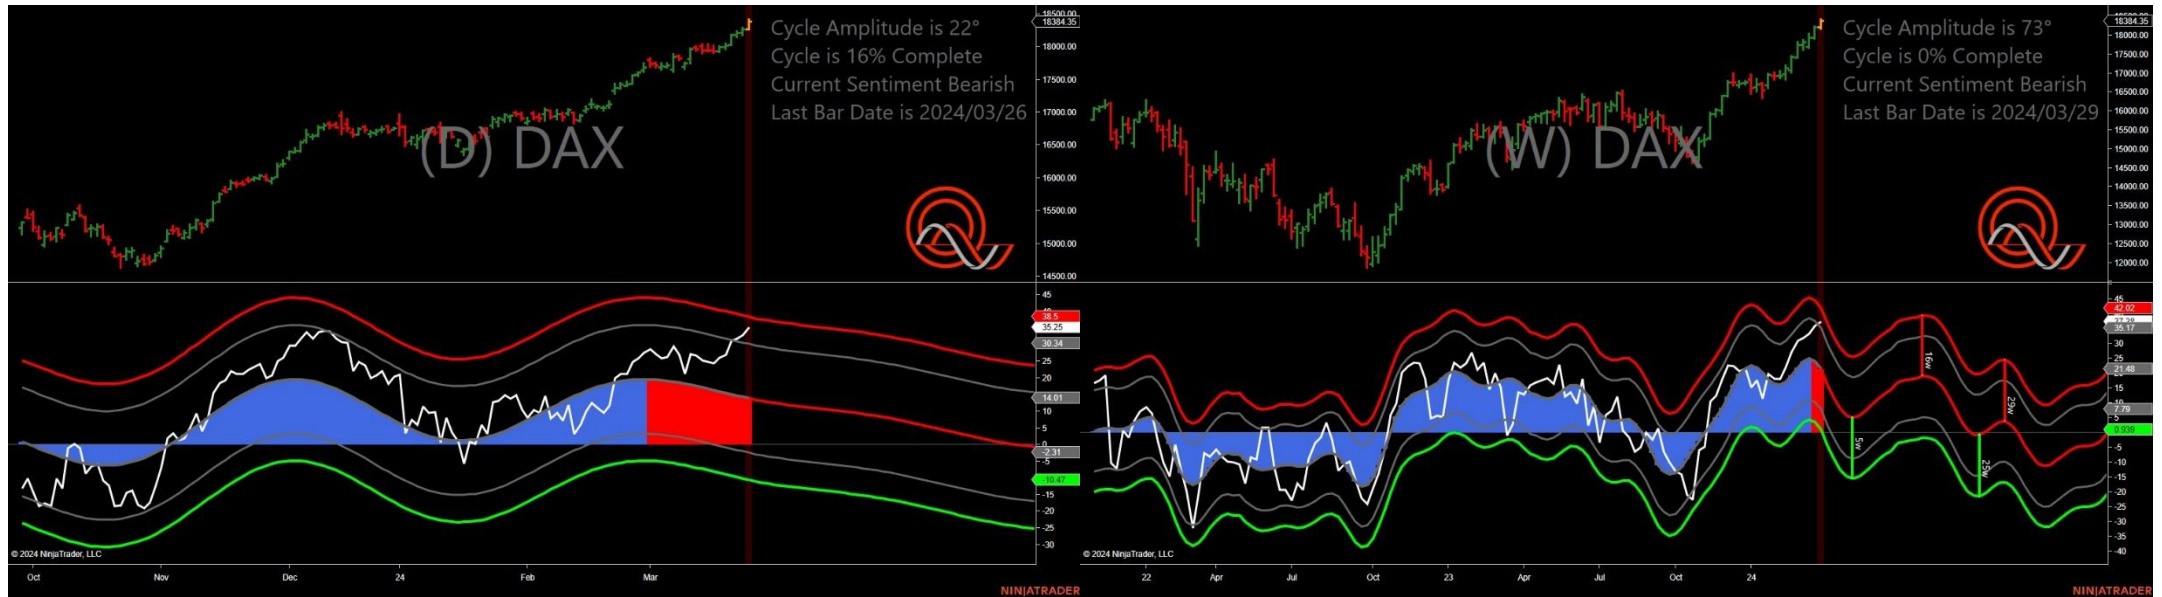 Cycle Amplitude is 22°
Cycle is 16% Complete
Current Sentiment Bearish
Last Bar Date is 2024/03/26
(D) DAX
18500.00
18384.35
18000.00
17500.00
17000.00
16500.00
16000.00
15500.00
15000.00
14500.00
45
38.5
35.25
30.34
25
20
14.01
10
5
0
-2.31
-5
-10.47
-15
-20
-25
-30
© 2024 NinjaTrader, LLC
Oct
Nov
Dec
24
Feb
Mar
NINJATRADER
Cycle Amplitude is 73°
Cycle is 0% Complete
Current Sentiment Bearish
Last Bar Date is 2024/03/29
(W) DAX
18384.35
18000.00
17500.00
17000.00
16500.00
16000.00
15500.00
15000.00
14500.00
14000.00
13500.00
13000.00
12500.00
12000.00
45
42.02
35.17
30
25
21.48
15
7.79
5
0.939
-5
-10
-15
-20
-25
-30
-35
-40
5w
16w
25w
29w
© 2024 NinjaTrader, LLC
22
Apr
Jul
Oct
23
Apr
Jul
Oct
24
NINJATRADER